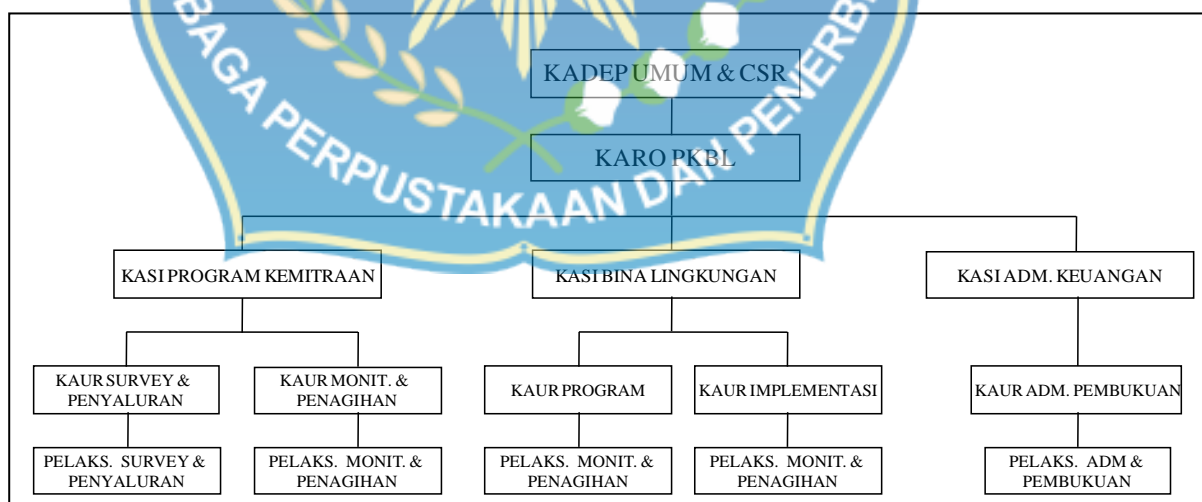 KADEP UMUM & CSR
KARO PKBL
BAGA PERPUSTAKAAN DAN PENERB
KASI PROGRAM KEMITRAAN
KASI BINA LINGKUNGAN
KASI ADM. KEUANGAN
KAUR SURVEY &
PENYALURAN
KAUR MONIT. &
PENAGIHAN
KAUR PROGRAM
KAUR IMPLEMENTASI
KAUR ADM. PEMBUKUAN
PELAKS. SURVEY &
PENYALURAN
PELAKS. MONIT. &
PENAGIHAN
PELAKS. MONIT. &
PENAGIHAN
PELAKS. MONIT. &
PENAGIHAN
PELAKS. ADM &
PEMBUKUAN